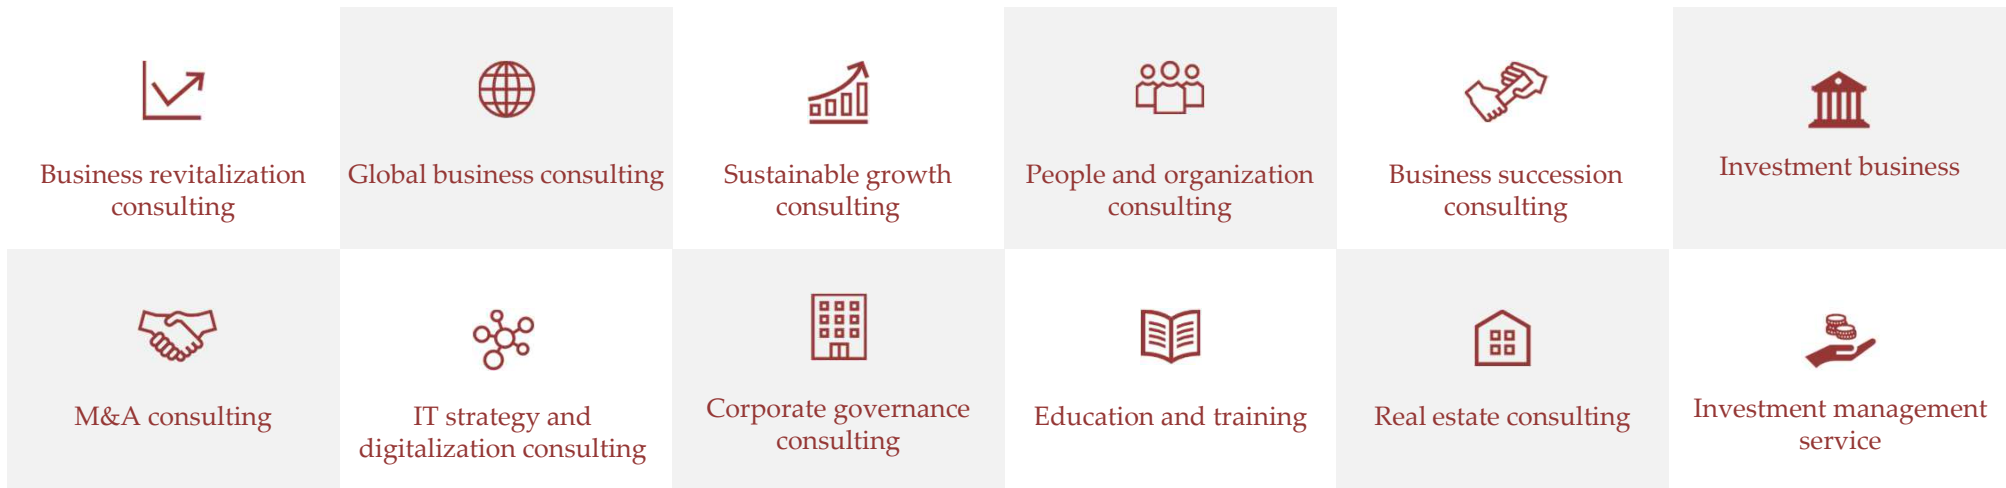 Business revitalization
consulting
Global business consulting
Sustainable growth
consulting
People and organization
consulting
Business succession
consulting
Investment business
M&A consulting
IT strategy and
digitalization consulting
Corporate governance
consulting
Education and training
Real estate consulting
Investment management
service